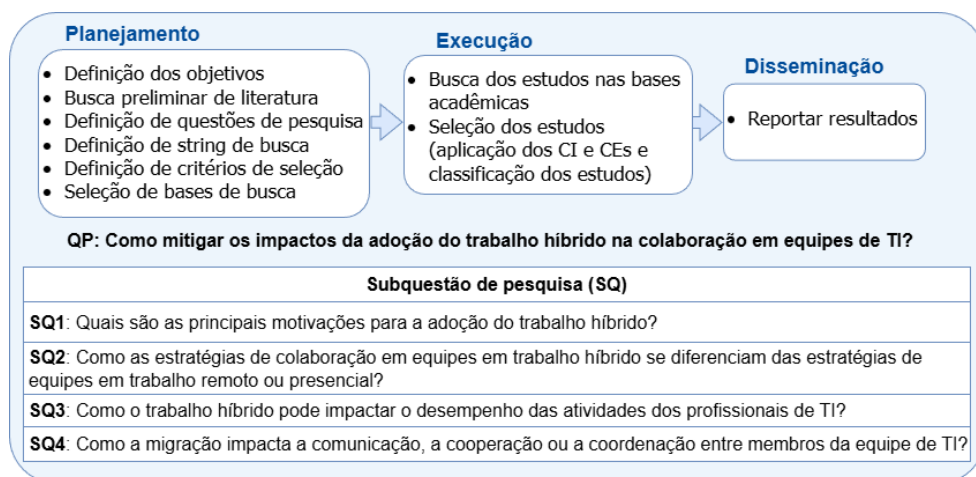 Planejamento
• Definição dos objetivos
• Busca preliminar de literatura
• Definição de questões de pesquisa
• Definição de string de busca
• Definição de critérios de seleção
• Seleção de bases de busca
Execução
• Busca dos estudos nas bases
acadêmicas
• Seleção dos estudos
(aplicação dos CI e CEs e
classificação dos estudos)
Disseminação
• Reportar resultados
QP: Como mitigar os impactos da adoção do trabalho híbrido na colaboração em equipes de TI?
Subquestão de pesquisa (SQ)
SQ1: Quais são as principais motivações para a adoção do trabalho híbrido?
SQ2: Como as estratégias de colaboração em equipes em trabalho híbrido se diferenciam das estratégias de
equipes em trabalho remoto ou presencial?
SQ3: Como o trabalho híbrido pode impactar o desempenho das atividades dos profissionais de TI?
SQ4: Como a migração impacta a comunicação, a cooperação ou a coordenação entre membros da equipe de TI?